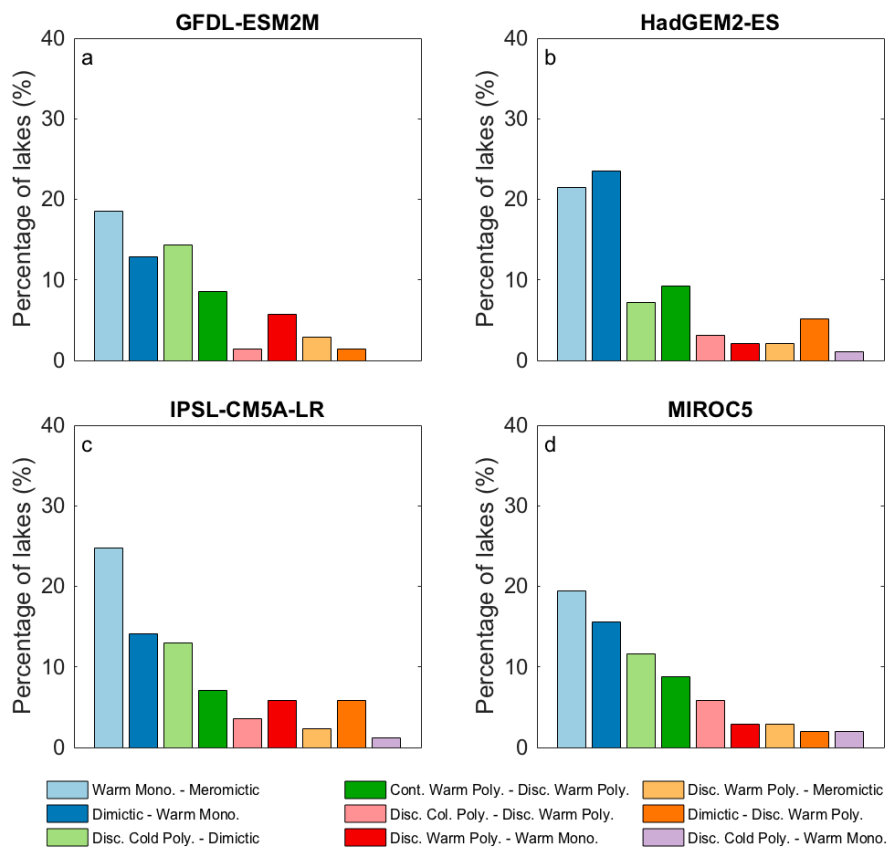 GFDL-ESM2M
HadGEM2-ES
Percentage of lakes (%)
40
30
20
10
0
a
Percentage of lakes (%)
40
30
20
10
0
b
IPSL-CM5A-LR
MIROC5
Percentage of lakes (%)
40
30
20
10
0
c
Percentage of lakes (%)
40
30
20
10
0
d
Warm Mono. - Meromictic
Dimictic - Warm Mono.
Disc. Cold Poly. - Dimictic
Cont. Warm Poly. - Disc. Warm Poly.
Disc. Col. Poly. - Disc. Warm Poly.
Disc. Warm Poly. - Warm Mono.
Disc. Warm Poly. - Meromictic
Dimictic - Disc. Warm Poly.
Disc. Cold Poly. - Warm Mono.